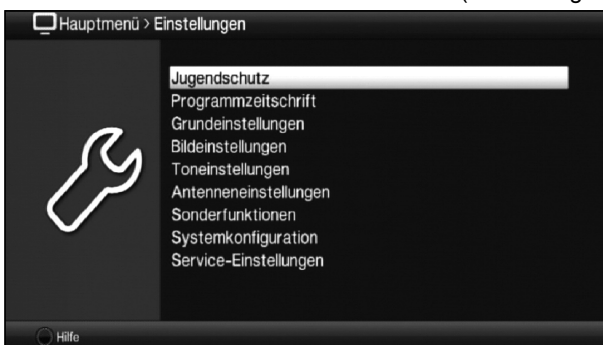 Hauptmenü > Einstellungen
Jugendschutz
Programmzeitschrift
Grundeinstellungen
Bildeinstellungen
Toneinstellungen
Antenneneinstellungen
Sonderfunktionen
Systemkonfiguration
Service-Einstellungen
Hilfe